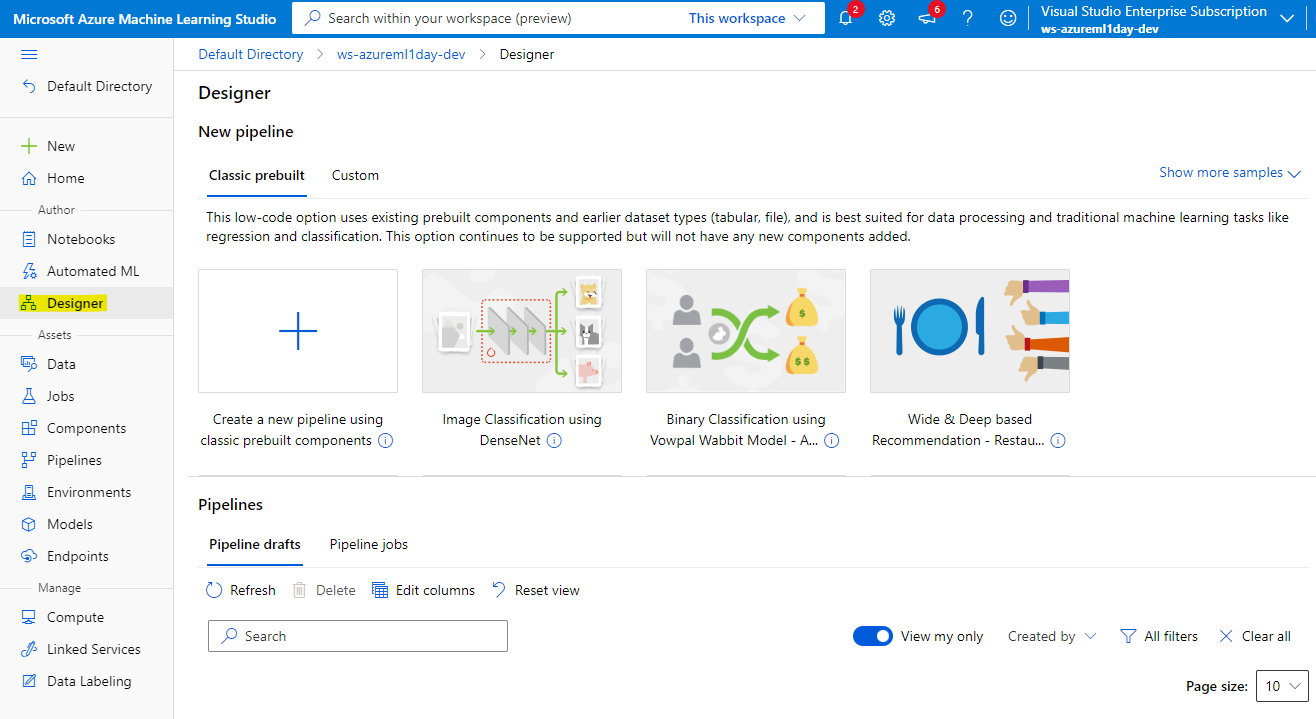 Microsoft Azure Machine Learning Studio
Search within your workspace (preview)
This workspace
2
6
Visual Studio Enterprise Subscription
ws-azureml1day-dev
Default Directory
Default Directory > ws-azureml1day-dev > Designer
New
Home
Author
Notebooks
Automated ML
Designer
Assets
Data
Jobs
Components
Pipelines
Environments
Models
Endpoints
Manage
Compute
Linked Services
Data Labeling
Designer
New pipeline
Classic prebuilt
Custom
Show more samples
This low-code option uses existing prebuilt components and earlier dataset types (tabular, file), and is best suited for data processing and traditional machine learning tasks like
regression and classification. This option continues to be supported but will not have any new components added.
Create a new pipeline using
classic prebuilt components
Image Classification using
DenseNet
$
$$
Binary Classification using
Vowpal Wabbit Model - A...
Wide & Deep based
Recommendation - Restau...
Pipelines
Pipeline drafts
Pipeline jobs
Refresh
Delete
Edit columns
Reset view
Search
View my only
Created by
All filters
Clear all
Page size: 10